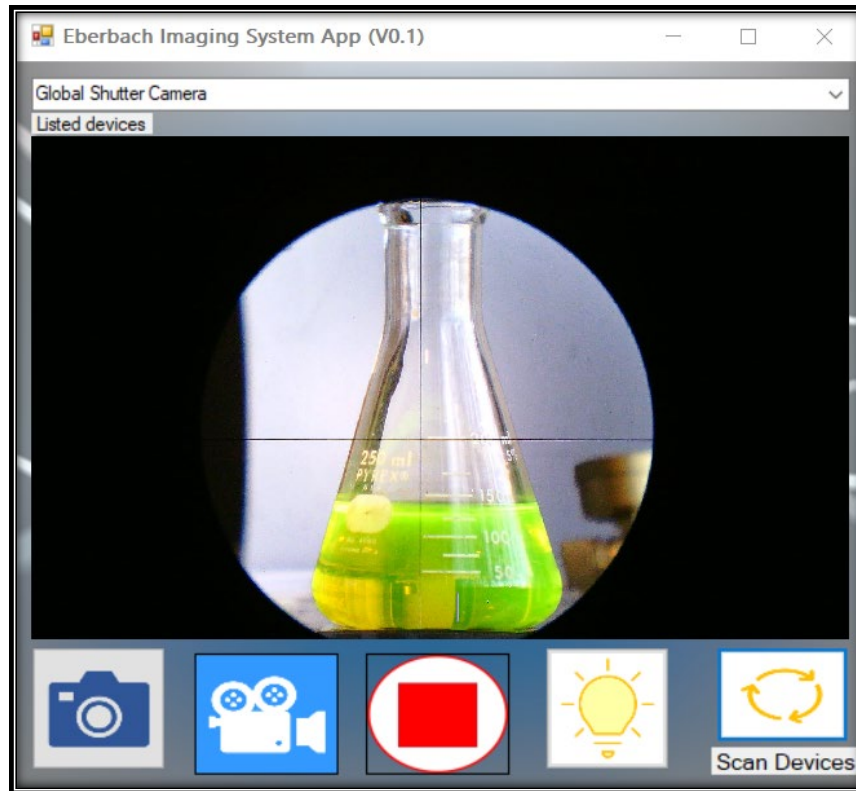 Eberbach Imaging System App (V0.1)
Global Shutter Camera
Listed devices
250 ml
PYREX®
150
100
50
Scan Devices